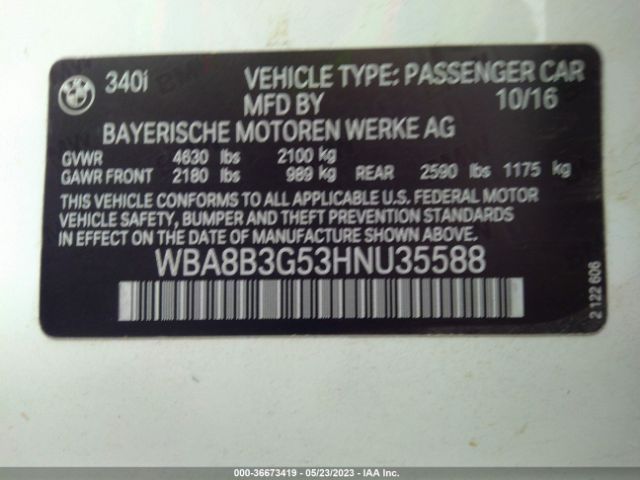 BMW 340i VEHICLE TYPE: PASSENGER CAR
MFD BY 10/16
BAYERISCHE MOTOREN WERKE AG
GVWR 4630 lbs 2100 kg
GAWR FRONT 2180 lbs 989 kg REAR 2590 lbs 1175 kg
THIS VEHICLE CONFORMS TO ALL APPLICABLE U.S. FEDERAL MOTOR
VEHICLE SAFETY, BUMPER AND THEFT PREVENTION STANDARDS
IN EFFECT ON THE DATE OF MANUFACTURE SHOWN ABOVE.
WBA8B3G53HNU35588
2 122 606
000-36673419 - 05/23/2023 - IAA Inc.